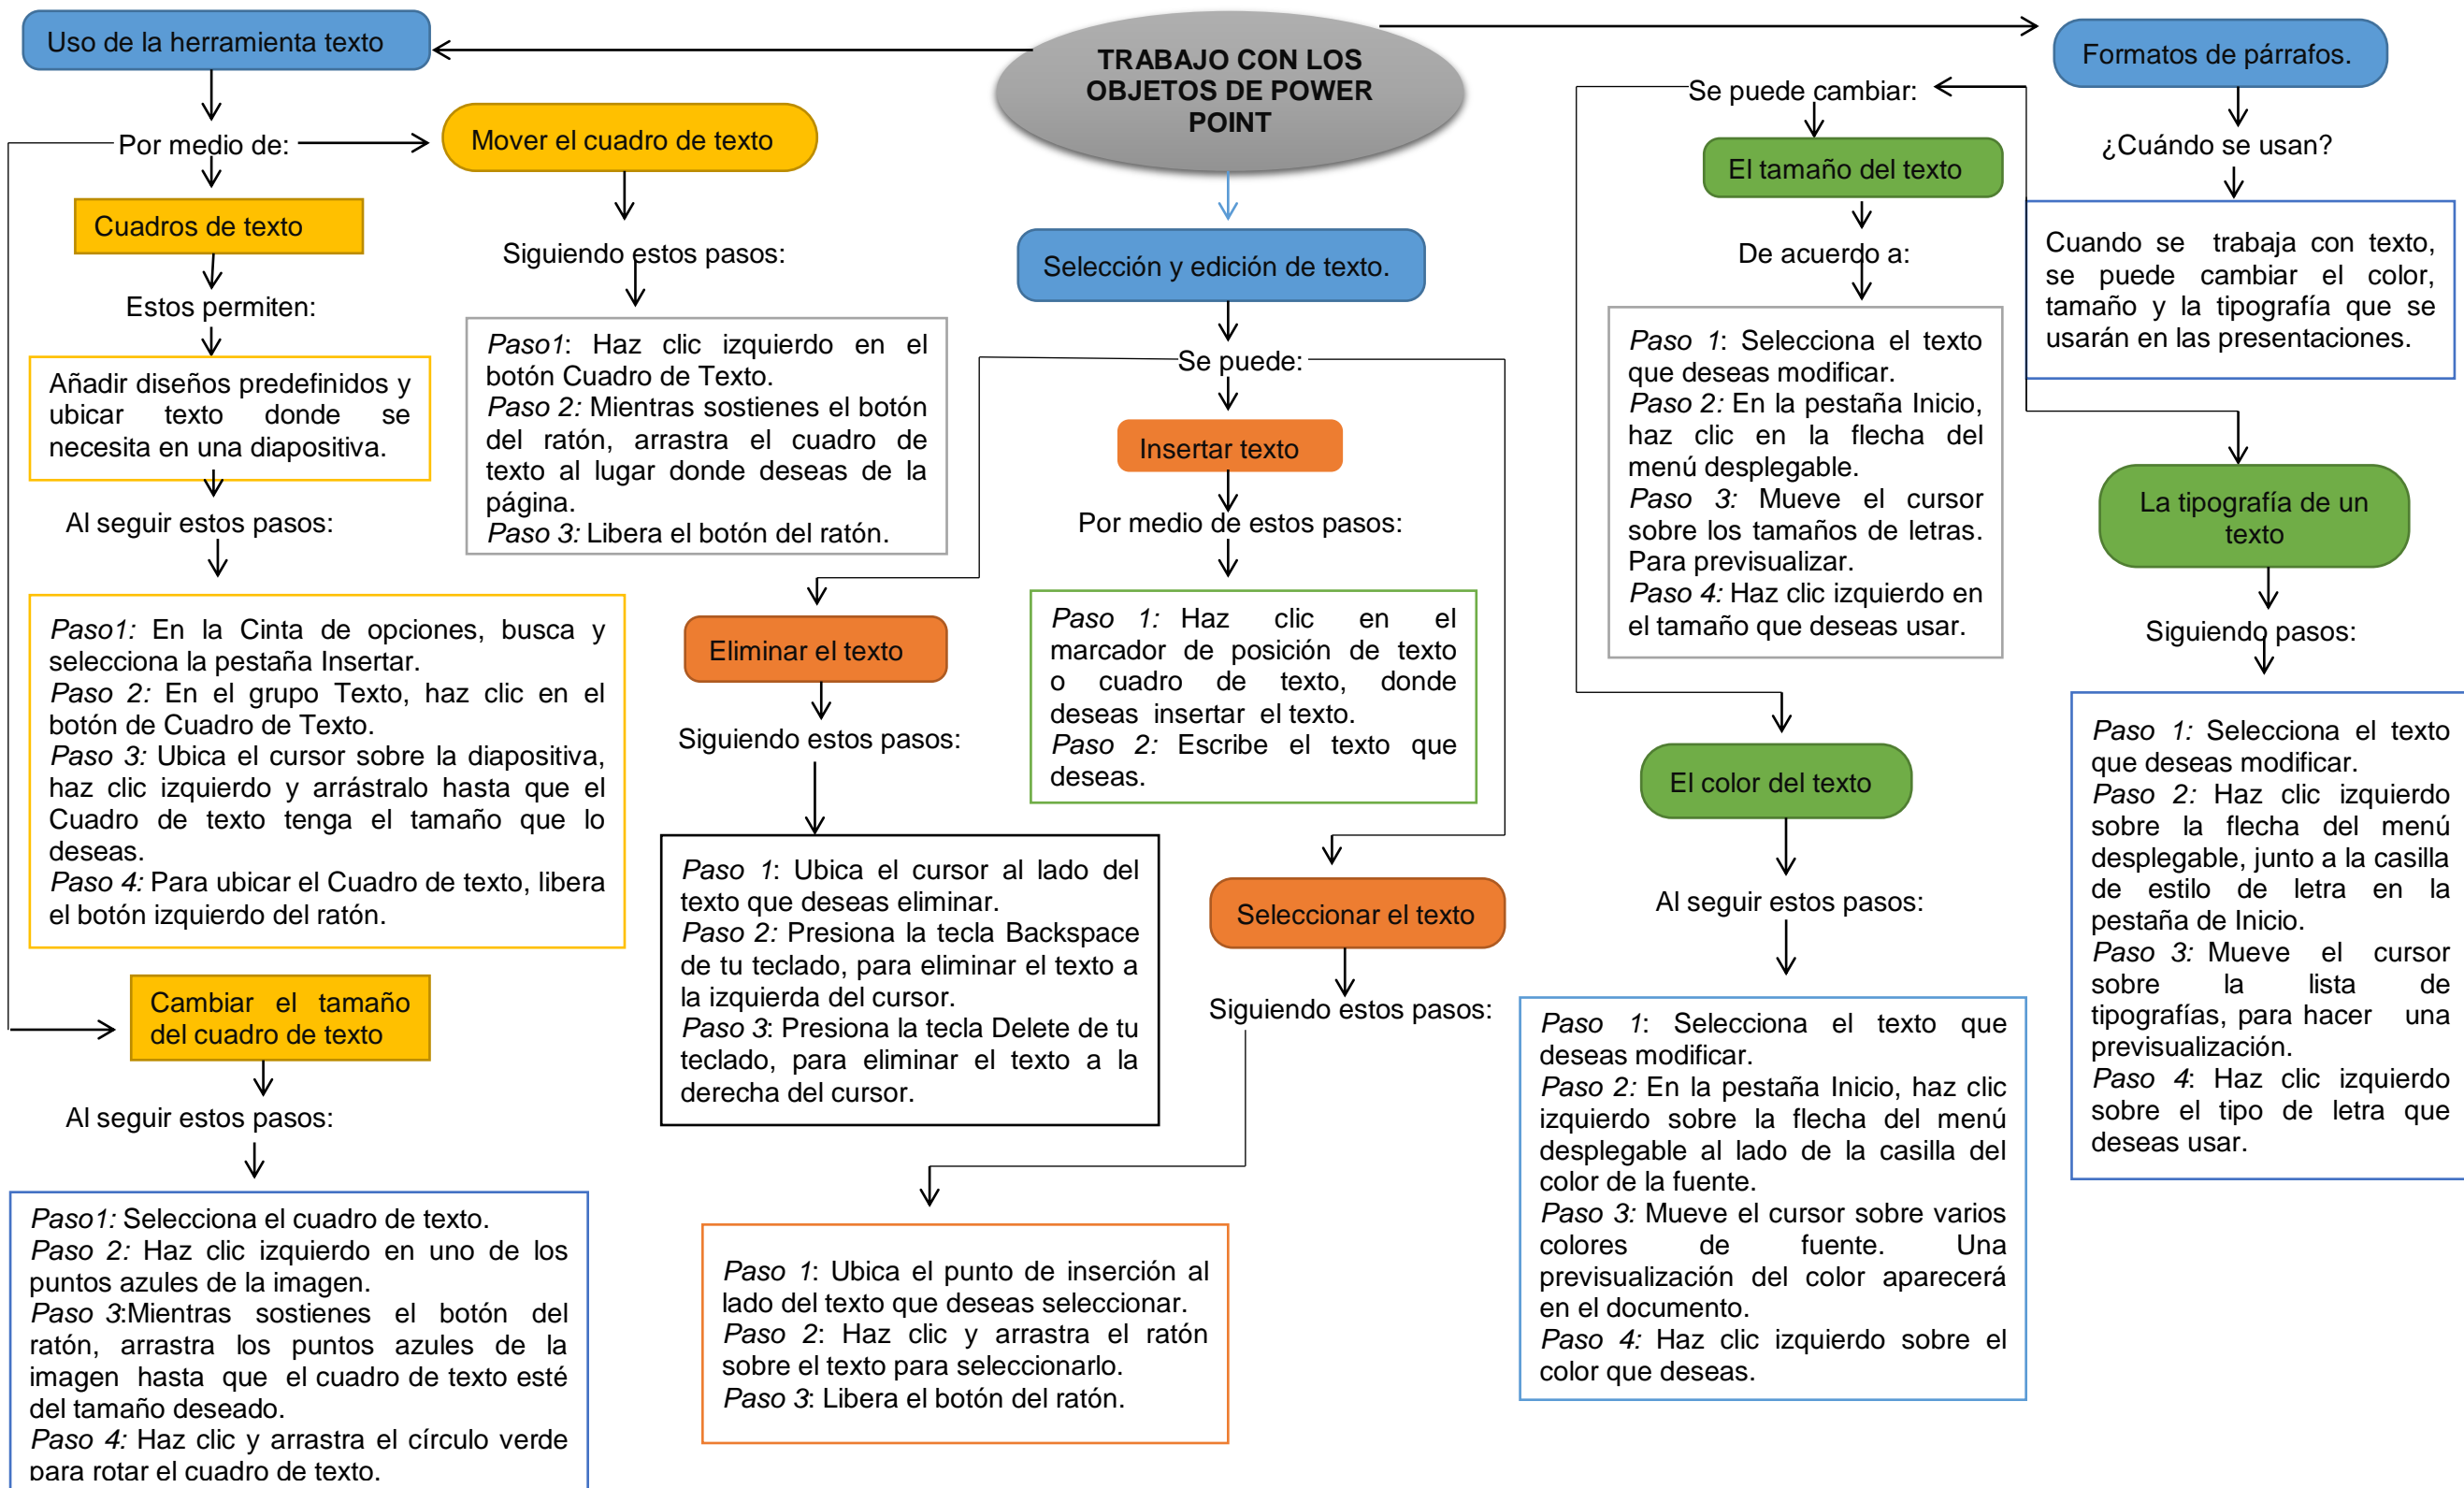 TRABAJO CON LOS
OBJETOS DE POWER
POINT
Uso de la herramienta texto
Por medio de:
Cuadros de texto
Estos permiten:
Añadir diseños predefinidos y
ubicar texto donde se
necesita en una diapositiva.
Al seguir estos pasos:
Paso1: En la Cinta de opciones, busca y
selecciona la pestaña Insertar.
Paso 2: En el grupo Texto, haz clic en el
botón de Cuadro de Texto.
Paso 3: Ubica el cursor sobre la diapositiva,
haz clic izquierdo y arrástralo hasta que el
Cuadro de texto tenga el tamaño que lo
deseas.
Paso 4: Para ubicar el Cuadro de texto, libera
el botón izquierdo del ratón.
Cambiar el tamaño
del cuadro de texto
Al seguir estos pasos:
Paso1: Selecciona el cuadro de texto.
Paso 2: Haz clic izquierdo en uno de los
puntos azules de la imagen.
Paso 3:Mientras sostienes el botón del
ratón, arrastra los puntos azules de la
imagen hasta que el cuadro de texto esté
del tamaño deseado.
Paso 4: Haz clic y arrastra el círculo verde
para rotar el cuadro de texto.
Mover el cuadro de texto
Siguiendo estos pasos:
Paso1: Haz clic izquierdo en el
botón Cuadro de Texto.
Paso 2: Mientras sostienes el botón
del ratón, arrastra el cuadro de
texto al lugar donde deseas de la
página.
Paso 3: Libera el botón del ratón.
Selección y edición de texto.
Se puede:
Insertar texto
Por medio de estos pasos:
Paso 1: Haz clic en el
marcador de posición de texto
o cuadro de texto, donde
deseas insertar el texto.
Paso 2: Escribe el texto que
deseas.
Eliminar el texto
Siguiendo estos pasos:
Paso 1: Ubica el cursor al lado del
texto que deseas eliminar.
Paso 2: Presiona la tecla Backspace
de tu teclado, para eliminar el texto a
la izquierda del cursor.
Paso 3: Presiona la tecla Delete de tu
teclado, para eliminar el texto a la
derecha del cursor.
Seleccionar el texto
Siguiendo estos pasos:
Paso 1: Ubica el punto de inserción al
lado del texto que deseas seleccionar.
Paso 2: Haz clic y arrastra el ratón
sobre el texto para seleccionarlo.
Paso 3: Libera el botón del ratón.
Formatos de párrafos.
¿Cuándo se usan?
Cuando se trabaja con texto,
se puede cambiar el color,
tamaño y la tipografía que se
usarán en las presentaciones.
Se puede cambiar:
El tamaño del texto
De acuerdo a:
Paso 1: Selecciona el texto
que deseas modificar.
Paso 2: En la pestaña Inicio,
haz clic en la flecha del
menú desplegable.
Paso 3: Mueve el cursor
sobre los tamaños de letras.
Para previsualizar.
Paso 4: Haz clic izquierdo en
el tamaño que deseas usar.
El color del texto
Al seguir estos pasos:
Paso 1: Selecciona el texto que
deseas modificar.
Paso 2: En la pestaña Inicio, haz clic
izquierdo sobre la flecha del menú
desplegable al lado de la casilla del
color de la fuente.
Paso 3: Mueve el cursor sobre varios
colores de fuente. Una
previsualización del color aparecerá
en el documento.
Paso 4: Haz clic izquierdo sobre el
color que deseas.
La tipografía de un
texto
Siguiendo pasos:
Paso 1: Selecciona el texto
que deseas modificar.
Paso 2: Haz clic izquierdo
sobre la flecha del menú
desplegable, junto a la casilla
de estilo de letra en la
pestaña de Inicio.
Paso 3: Mueve el cursor
sobre la lista de
tipografías, para hacer una
previsualización.
Paso 4: Haz clic izquierdo
sobre el tipo de letra que
deseas usar.